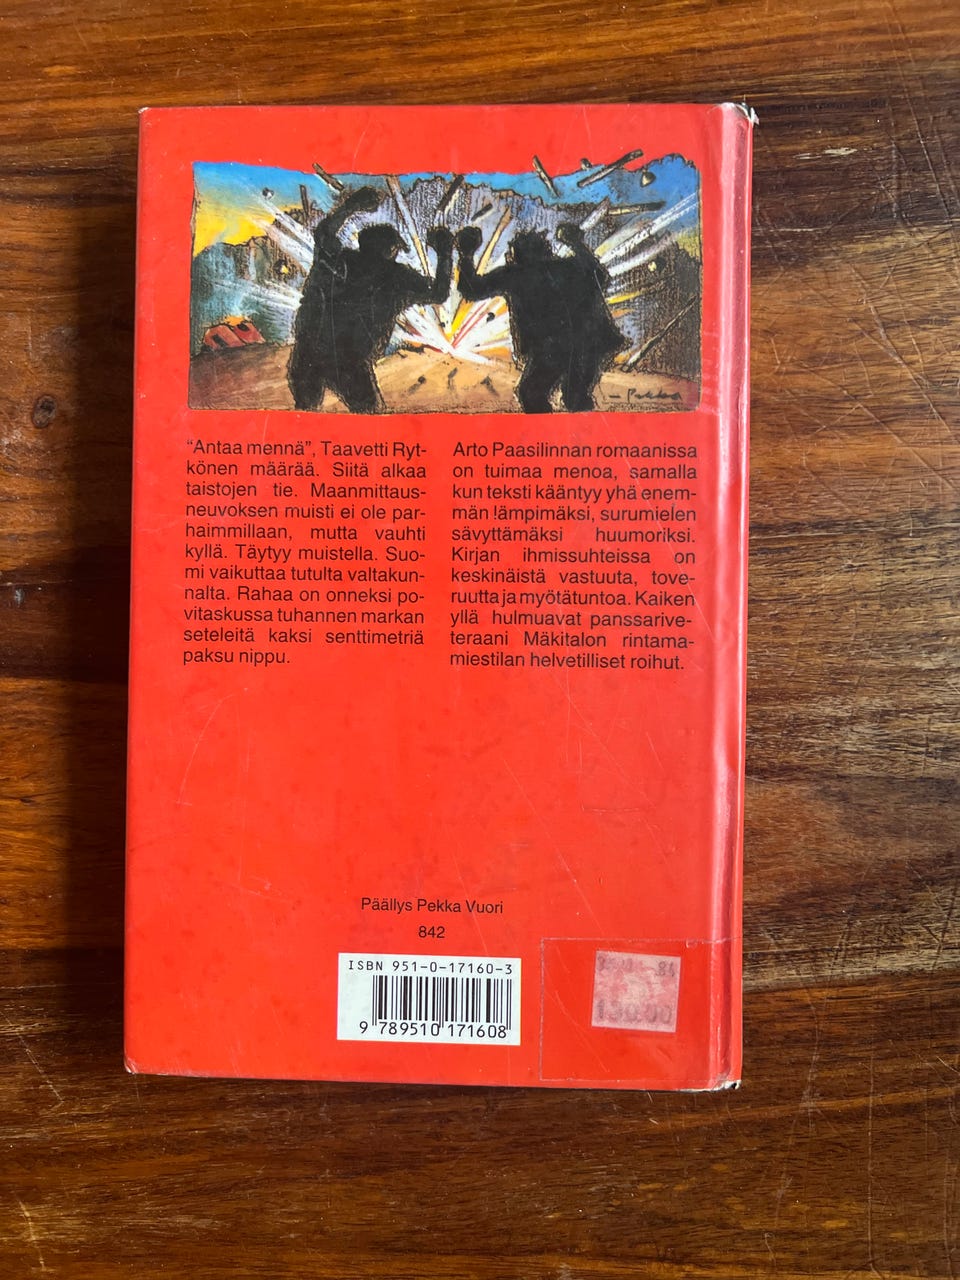 – Pekka
"Antaa mennä", Taavetti Ryt-
könen määrää. Siitä alkaa
taistojen tie. Maanmittaus-
neuvoksen muisti ei ole par-
haimmillaan, mutta vauhti
kyllä. Täytyy muistella. Suo-
mi vaikuttaa tutulta valtakun-
nalta. Rahaa on onneksi po-
vitaskussa tuhannen markan
seteleitä kaksi senttimetriä
paksu nippu.
Arto Paasilinnan romaanissa
on tuimaa menoa, samalla
kun teksti kääntyy yhä enem-
män lämpimäksi, surumielen
sävyttämäksi huumoriksi.
Kirjan ihmissuhteissa on
keskinäistä vastuuta, tove-
ruutta ja myötätuntoa. Kaiken
yllä hulmuavat panssarive-
teraani Mäkitalon rintama-
miestilan helvetilliset roihut.
Päällys Pekka Vuori
842
ISBN 951-0-17160-3
9 789510 171608
130.00